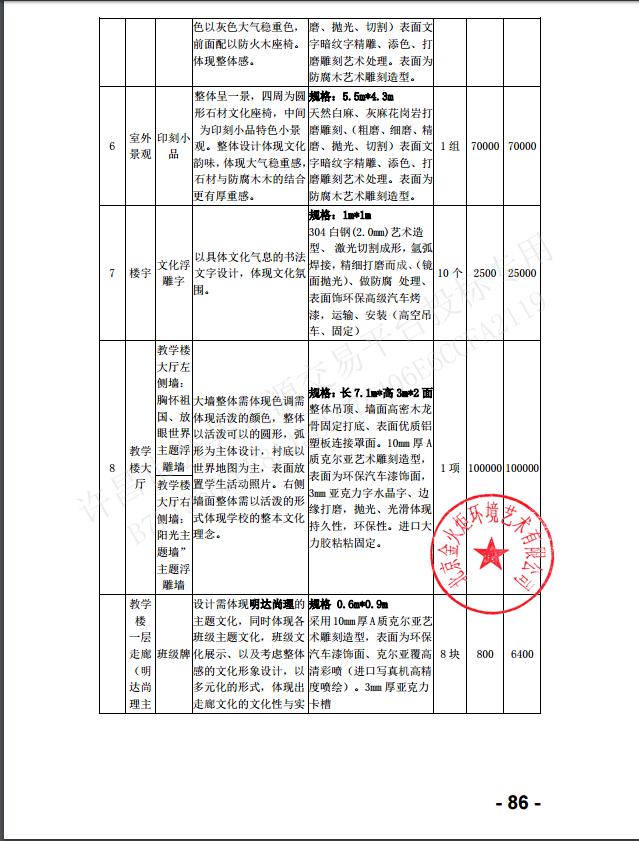 色以灰色大气稳重色，
前面配以防火木座椅。
体现整体感。
磨、抛光、切割）表面文
字暗纹字精雕、添色、打
磨雕刻艺术处理。表面为
防腐木艺术雕刻造型。
6
室外
景观
印刻小
品
整体呈一景，四周为圆
形石材文化座椅，中间
为印刻小品特色小景
观。整体设计体现文化
韵味，体现大气稳重感，
石材与防腐木木的结合
更有厚重感。
规格：5.5m*4.3m
天然白麻、灰麻花岗岩打
磨雕刻、（粗磨、细磨、精
磨、抛光、切割）表面文
字暗纹字精雕、添色、打
磨雕刻艺术处理。表面为
防腐木艺术雕刻造型。
1 组
70000
70000
7
楼宇
文化浮
雕字
以具体文化气息的书法
文字设计，体现文化氛
围。
规格：1m*1m
304 白钢(2.0mm)艺术造
型、 激光切割成形，氩弧
焊接，精细打磨而成、（镜
面抛光）、做防腐 处理、
表面饰环保高级汽车烤
漆，运输、安装（高空吊
车、固定）
10 个
2500
25000
8
教学
楼大
厅
教学楼
大厅左
侧墙：
胸怀祖
国、放
眼世界
主题浮
雕墙
教学楼
大厅右
侧墙：
阳光主
题墙”
主题浮
雕墙
大墙整体需体现色调需
体现活泼的颜色，整体
以活泼可以的圆形，弧
形为主体设计，衬底以
世界地图为主，表面放
置学生活动照片。右侧
墙面整体需以活泼的形
式体现学校的整本文化
理念。
规格：长 7.1m*高 3m*2 面
整体吊顶、墙面高密木龙
骨固定打底、表面优质铝
塑板连接罩面。10mm 厚 A
质克尔亚艺术雕刻造型，
表面为环保汽车漆饰面，
3mm 亚克力字水晶字、边
缘打磨，抛光、光滑体现
持久性，环保性。进口大
力胶粘粘固定。
1 项
100000
100000
北京金火炬环境艺术有限公司
教学
楼
一层
走廊
（明
达尚
理主
班级牌
设计需体现明达尚理的
主题文化，同时体现各
班级主题文化，班级文
化展示、以及考虑整体
感的文化形象设计，以
多元化的形式，体现出
走廊文化的文化性与实
规格 0.6m*0.9m
采用 10mm 厚 A 质克尔亚艺
术雕刻造型，表面为环保
汽车漆饰面、克尔亚覆高
清彩喷（进口写真机高精
度喷绘）。3mm 厚亚克力
卡槽
8 块
800
6400
- 86 -